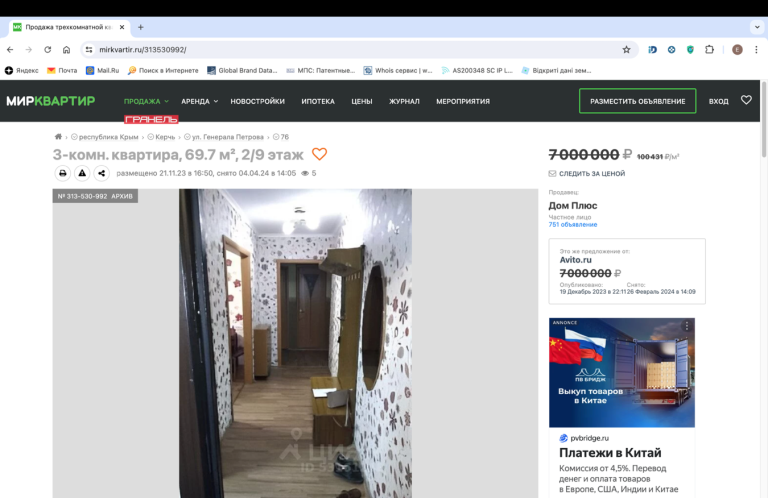 Продажа трехкомнатной кв
mirkvartir.ru/313530992/
E
Яндекс
Почта
Mail.Ru
Поиск в Интернете
Global Brand Data...
МПС: Патентные...
Whois сервис | w...
AS200348 SC IP L...
Відкриті дані зем...
МИРКВАРТИР
ПРОДАЖА
АРЕНДА
НОВОСТРОЙКИ
ИПОТЕКА
ЦЕНЫ
ЖУРНАЛ
МЕРОПРИЯТИЯ
РАЗМЕСТИТЬ ОБЪЯВЛЕНИЕ
ВХОД
ГРАНЕЛЬ
республика Крым › Керчь › ул. Генерала Петрова › 76
3-комн. квартира, 69.7 м², 2/9 этаж
размещено 21.11.23 в 16:50, снято 04.04.24 в 14:05 5
№ 313-530-992 АРХИВ
ID 59
7 000 000 ₽ 100 431 ₽/м²
СЛЕДИТЬ ЗА ЦЕНОЙ
Продавец:
Дом Плюс
Частное лицо
751 объявление
Это же предложение от:
Avito.ru
7 000 000 ₽
Опубликовано: Снято:
19 Декабрь 2023 в 22:11 26 Февраль 2024 в 14:09
ANNONCE
ПВ БРИДЖ
Выкуп товаров
в Китае
pvbridge.ru
Платежи в Китай
Комиссия от 4,5%. Перевод
денег и оплата товаров
в Европе, США, Индии и Китае